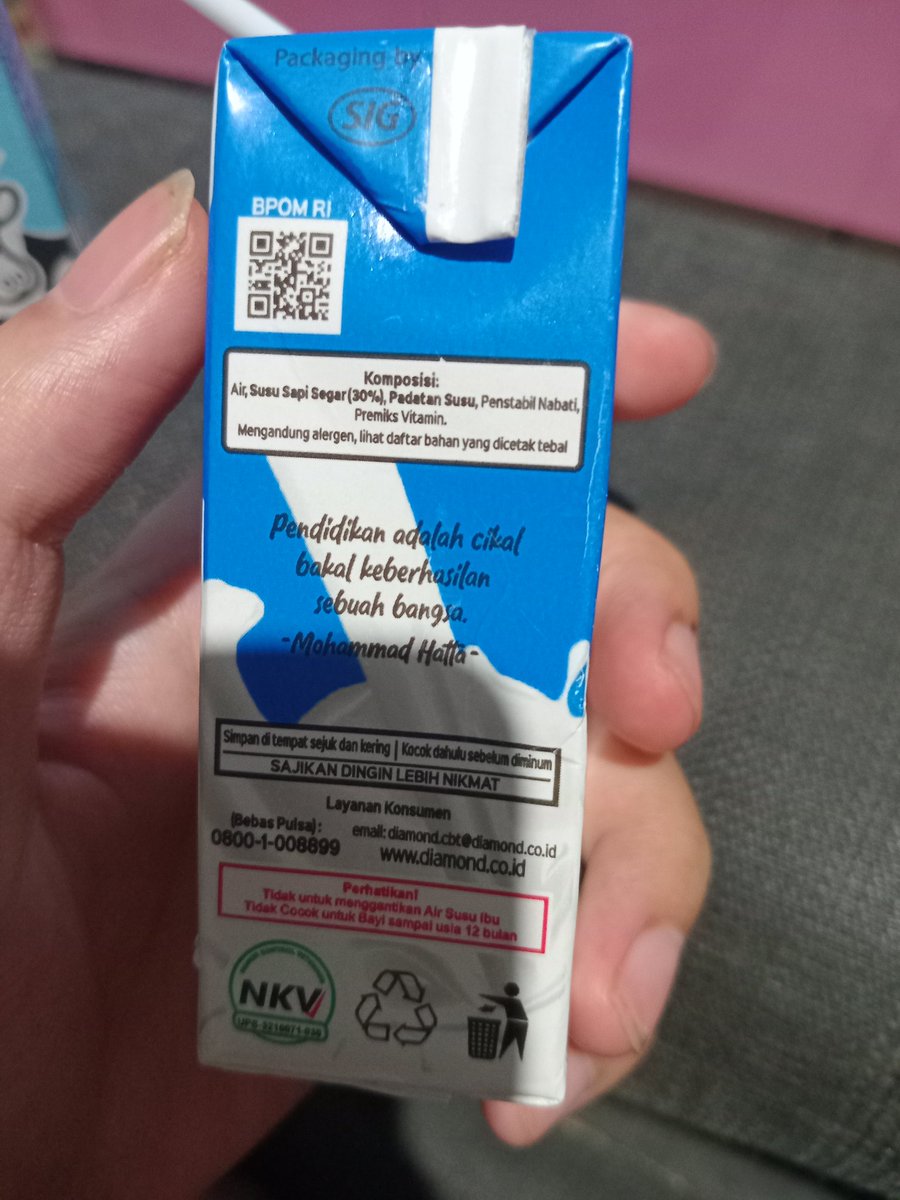 Packaging by
SIG
BPOM RI
Komposisi:
Air, Susu Sapi Segar (30%), Padatan Susu, Penstabil Nabati,
Premiks Vitamin.
Mengandung alergen, lihat daftar bahan yang dicetak tebal
Pendidikan adalah cikal
bakal keberhasilan
sebuah bangsa.
-Mohammad Hatta-
Simpan di tempat sejuk dan kering | Kocok dahulu sebelum diminum
SAJIKAN DINGIN LEBIH NIKMAT
Layanan Konsumen
(Bebas Pulsa) :
0800-1-008899
email: diamond.cbt@diamond.co.id
www.diamond.co.id
Perhatikan!
Tidak untuk menggantikan Air Susu Ibu
Tidak Cocok untuk Bayi sampai usia 12 bulan
NKV